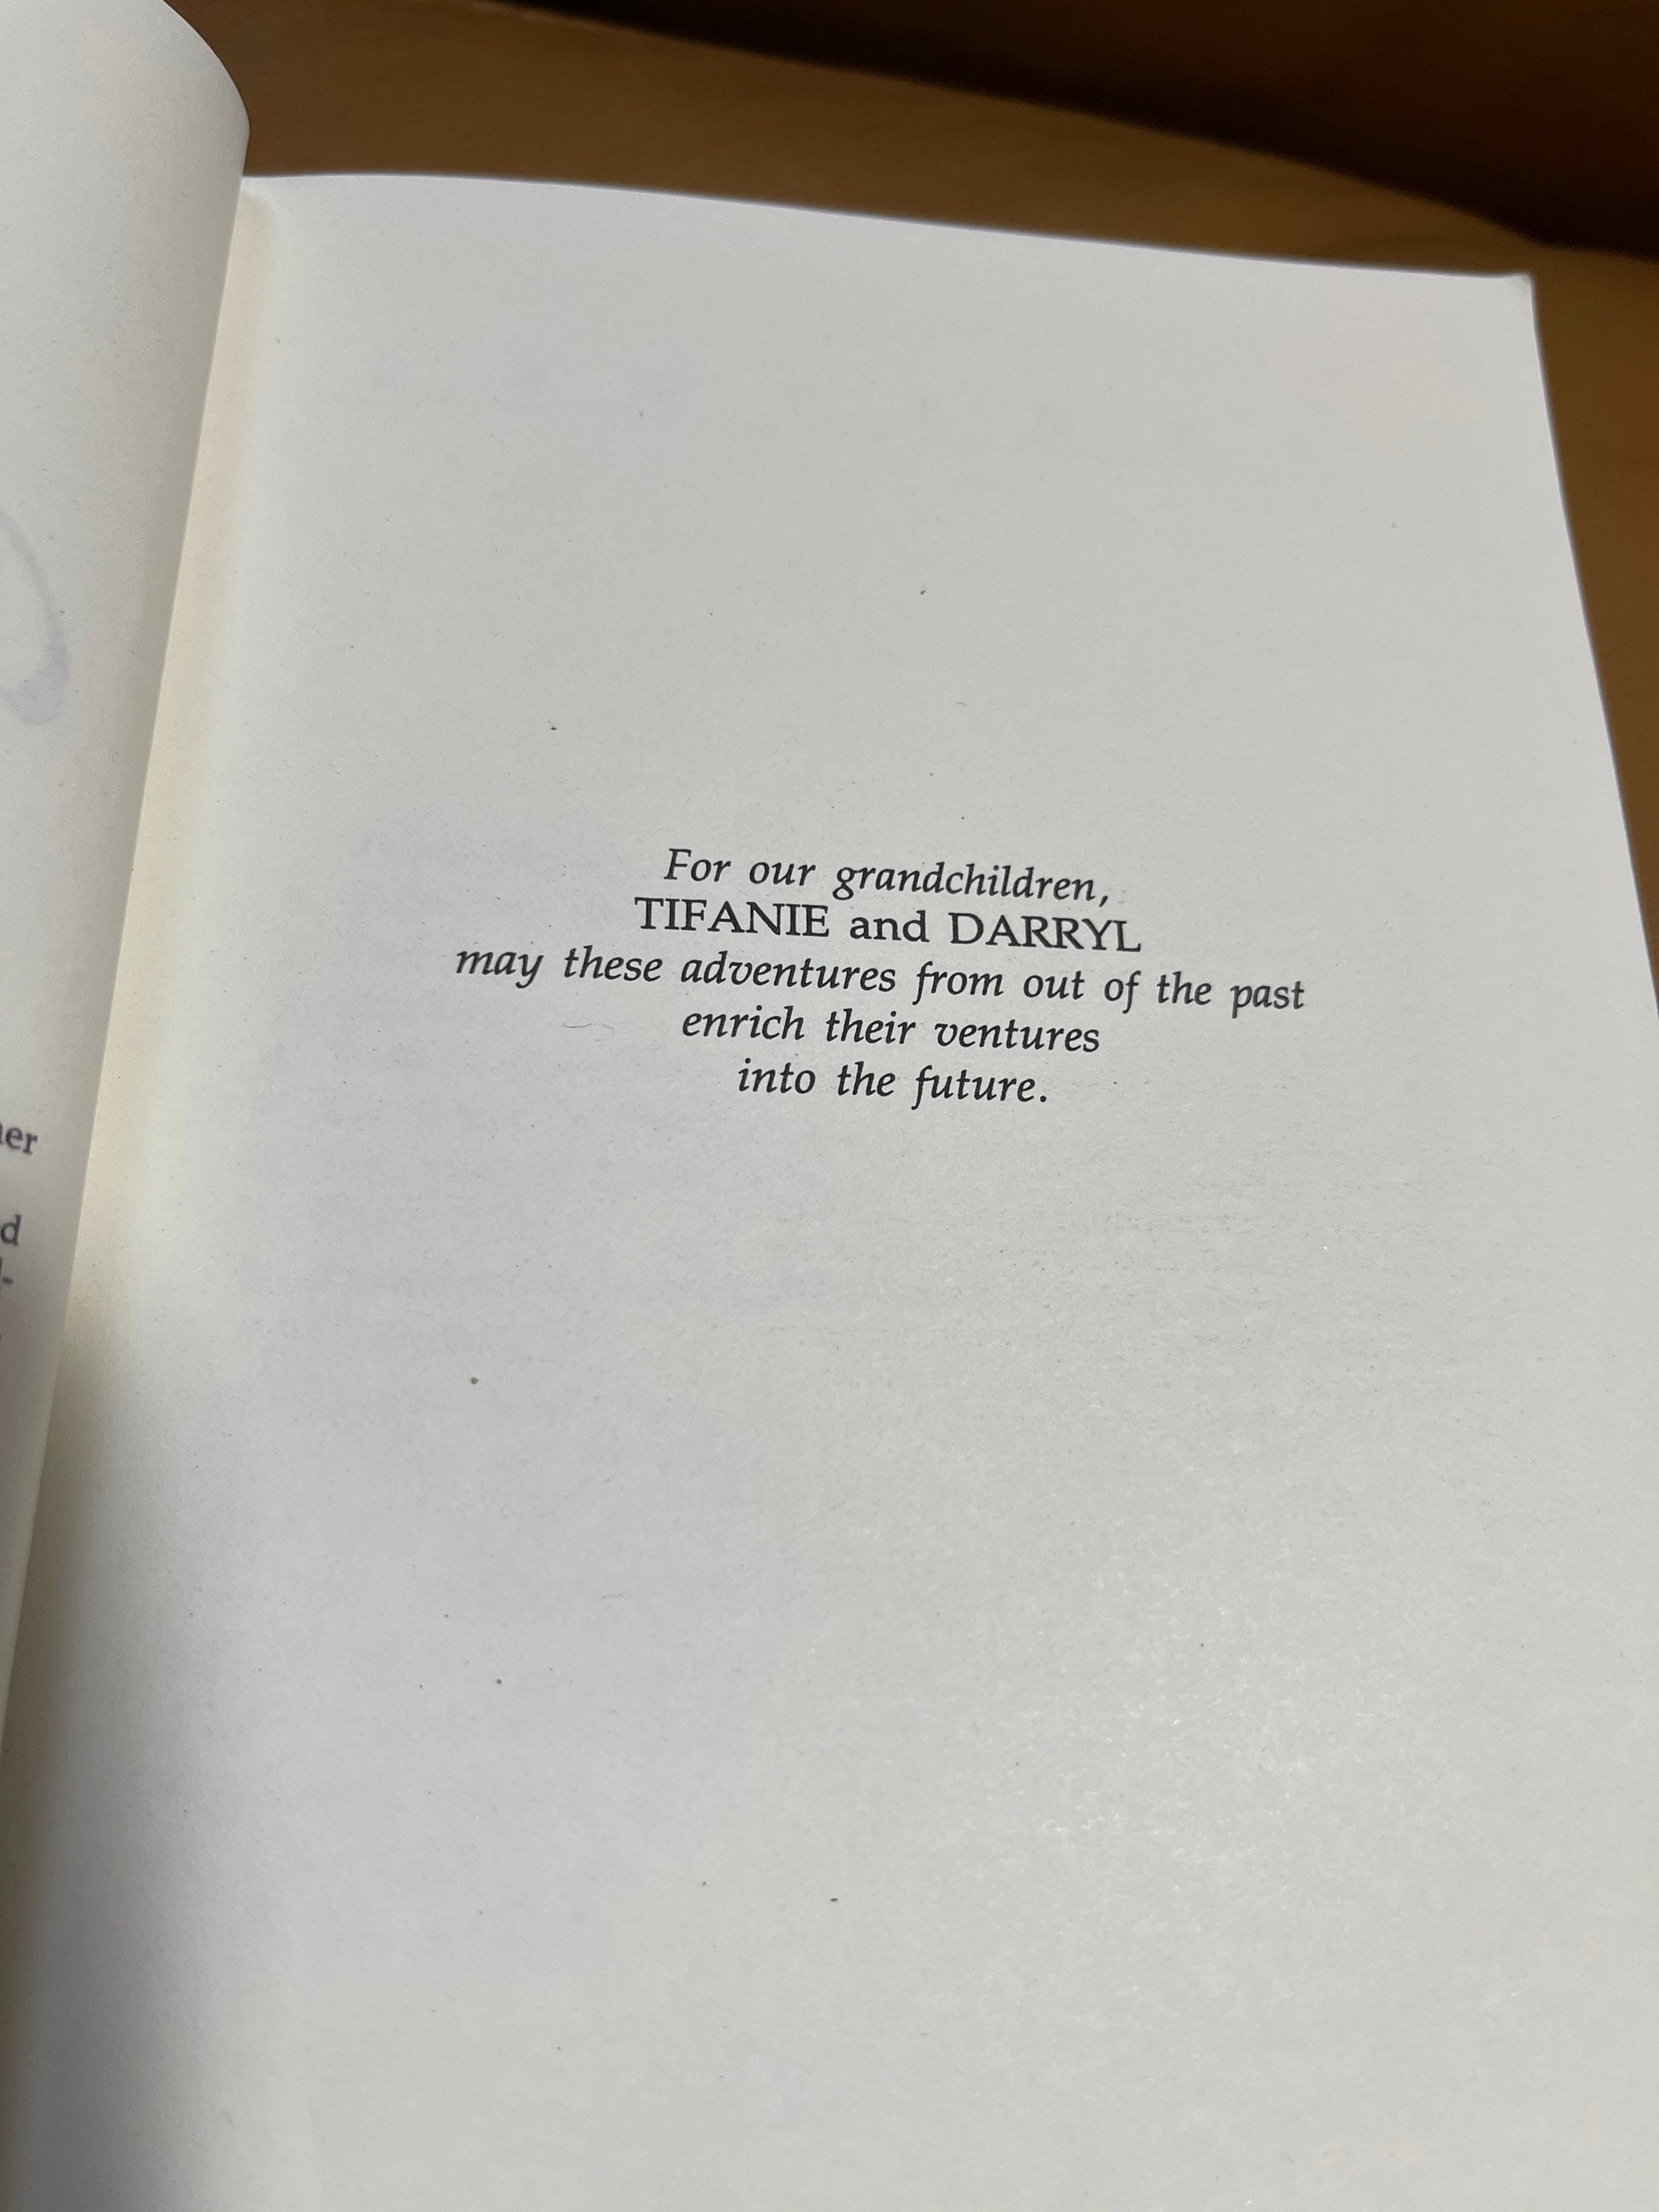 For our grandchildren,
TIFANIE and DARRYL
may these adventures from out of the past
enrich their ventures
into the future.